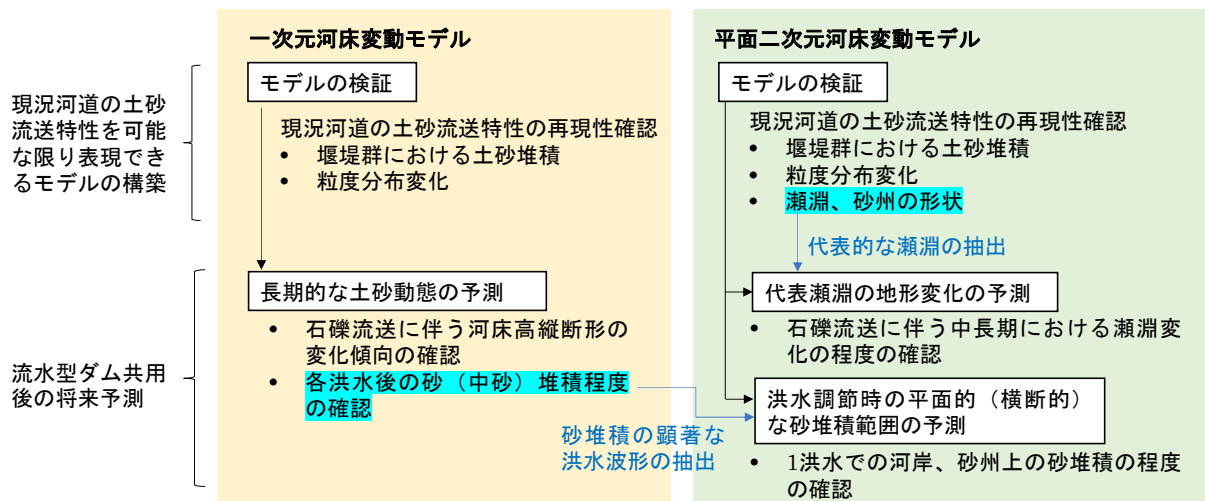 一次元河床変動モデル
モデルの検証
現況河道の土砂
流送特性を可能
な限り表現でき
るモデルの構築
現況河道の土砂流送特性の再現性確認
• 堰堤群における土砂堆積
• 粒度分布変化
長期的な土砂動態の予測
流水型ダム共用
後の将来予測
• 石礫流送に伴う河床高縦断形の
変化傾向の確認
• 各洪水後の砂（中砂）堆積程度
の確認
砂堆積の顕著な
洪水波形の抽出
平面二次元河床変動モデル
モデルの検証
現況河道の土砂流送特性の再現性確認
• 堰堤群における土砂堆積
• 粒度分布変化
• 瀬淵、砂州の形状
代表的な瀬淵の抽出
代表瀬淵の地形変化の予測
• 石礫流送に伴う中長期における瀬淵変
化の程度の確認
洪水調節時の平面的（横断的）
な砂堆積範囲の予測
• 1洪水での河岸、砂州上の砂堆積の程度
の確認